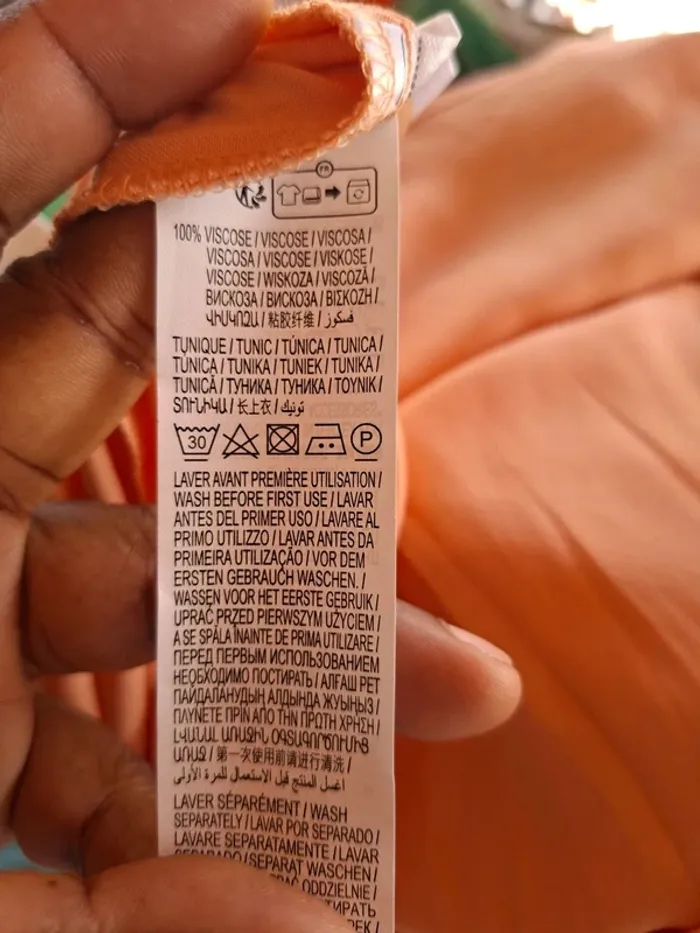 FR
100% VISCOSE / VISCOSE / VISCOSA /
VISCOSA / VISCOSE / VISKOSE /
VISCOSE / WISKOZA / VISCOZĂ /
ВИСКОЗА / ВИСКОЗА / ΒΙΣΚΟΖΗ /
ՎԻՍԿՈԶԱ / 粘胶纤维 / فسكوز
TUNIQUE / TUNIC / TÚNICA / TUNICA /
TÚNICA / TUNIKA / TUNIEK / TUNIKA /
TUNICĂ / ТУНИКА / ТУНИКА / ΤΟΥΝΙΚ /
ՏՈՒՆԻԿԱ / 长上衣 / تونيك
30 P
LAVER AVANT PREMIÈRE UTILISATION /
WASH BEFORE FIRST USE / LAVAR
ANTES DEL PRIMER USO / LAVARE AL
PRIMO UTILIZZO / LAVAR ANTES DA
PRIMEIRA UTILIZAÇÃO / VOR DEM
ERSTEN GEBRAUCH WASCHEN. /
WASSEN VOOR HET EERSTE GEBRUIK /
UPRAĆ PRZED PIERWSZYM UŻYCIEM /
A SE SPĂLA ÎNAINTE DE PRIMA UTILIZARE /
ПЕРЕД ПЕРВЫМ ИСПОЛЬЗОВАНИЕМ
НЕОБХОДИМО ПОСТИРАТЬ / АЛҒАШ РЕТ
ПАЙДАЛАНУДЫҢ АЛДЫНДА ЖУЫҢЫЗ /
ΠΛΥΝΕΤΕ ΠΡΙΝ ΑΠΟ ΤΗΝ ΠΡΩΤΗ ΧΡΗΣΗ /
ԼՎԱՆԱԼ ԱՌԱՋԻՆ ՕԳՏԱԳՈՐԾՈՒՄԻՑ
ԱՌԱՋ / 第一次使用前请进行清洗 /
اغسل المنتج قبل الاستعمال للمرة الأولى
LAVER SÉPARÉMENT / WASH
SEPARATELY / LAVAR POR SEPARADO /
LAVARE SEPARATAMENTE / LAVAR
SEPARADO / SEPARAT WASCHEN /
ODDZIELNIE /